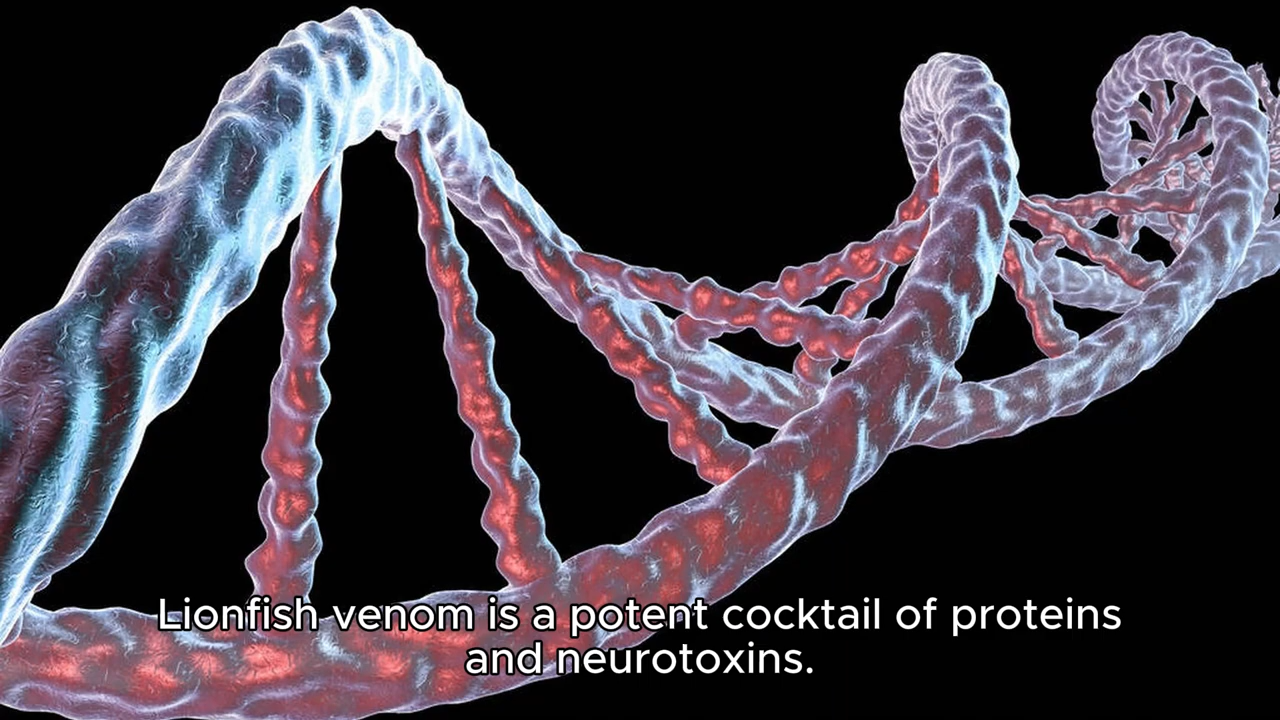 Lionfish venom is a potent cocktail of proteins
and neurotoxins.